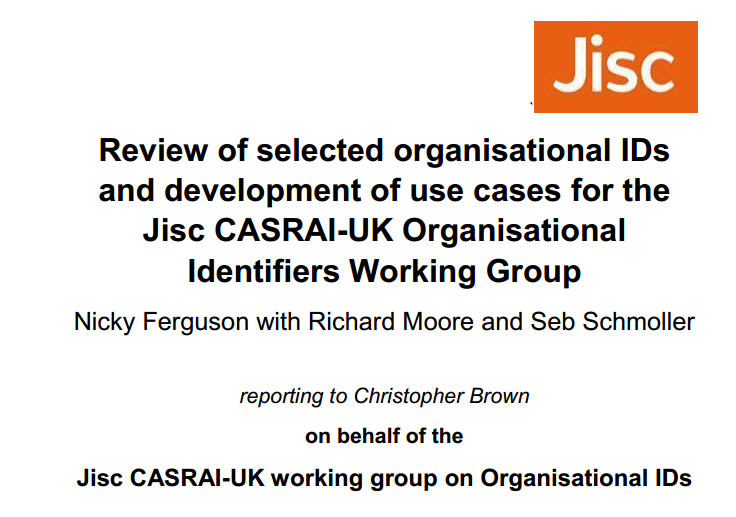 Jisc
`
Review of selected organisational IDs
and development of use cases for the
Jisc CASRAI-UK Organisational
Identifiers Working Group
Nicky Ferguson with Richard Moore and Seb Schmoller
reporting to Christopher Brown
on behalf of the
Jisc CASRAI-UK working group on Organisational IDs